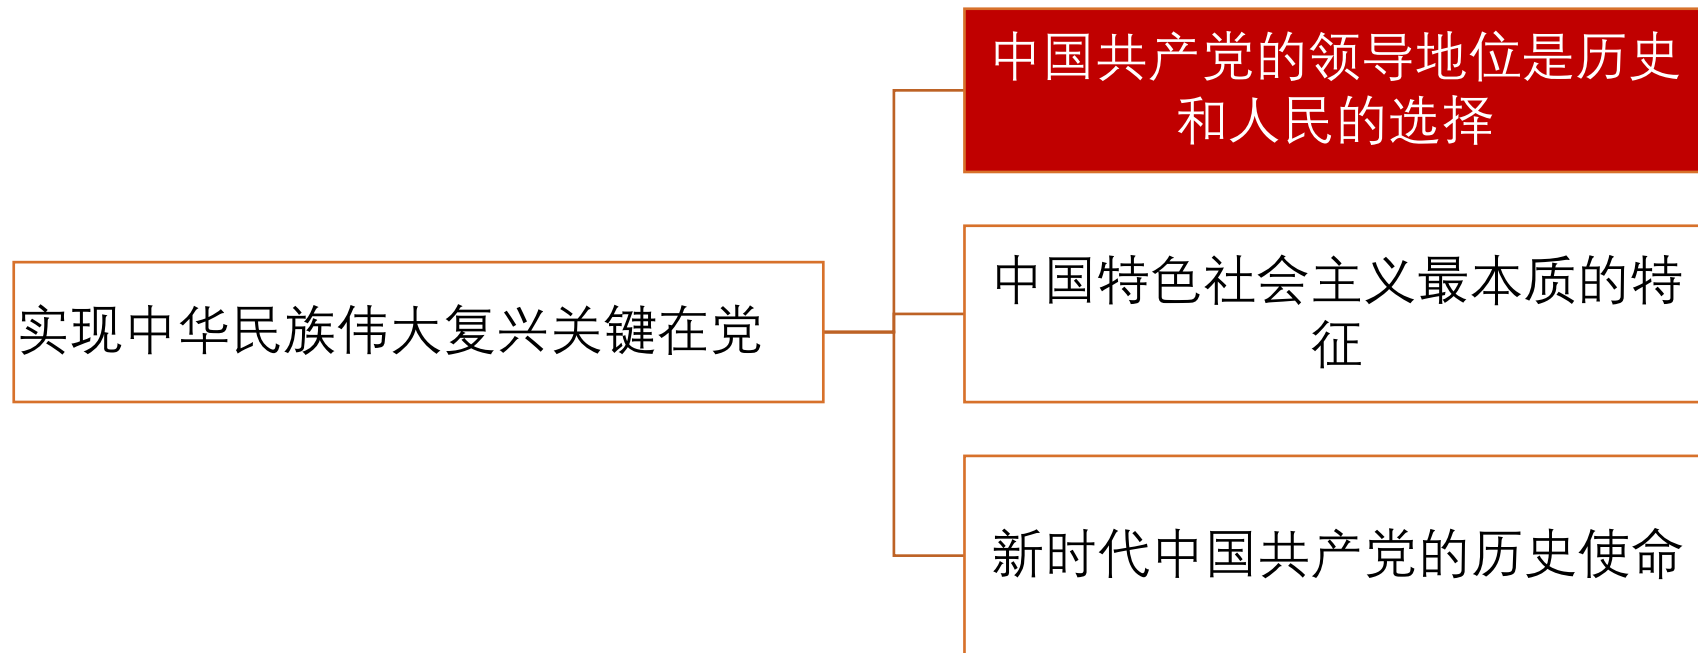 中国共产党的领导地位是历史
和人民的选择
实现中华民族伟大复兴关键在党
中国特色社会主义最本质的特
征
新时代中国共产党的历史使命